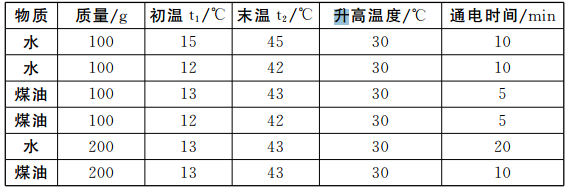 物质 质量/g 初温 t₁/℃ 末温 t₂/℃ 升高温度/℃ 通电时间/min
水 100 15 45 30 10
水 100 12 42 30 10
煤油 100 13 43 30 5
煤油 100 12 42 30 5
水 200 13 43 30 20
煤油 200 13 43 30 10